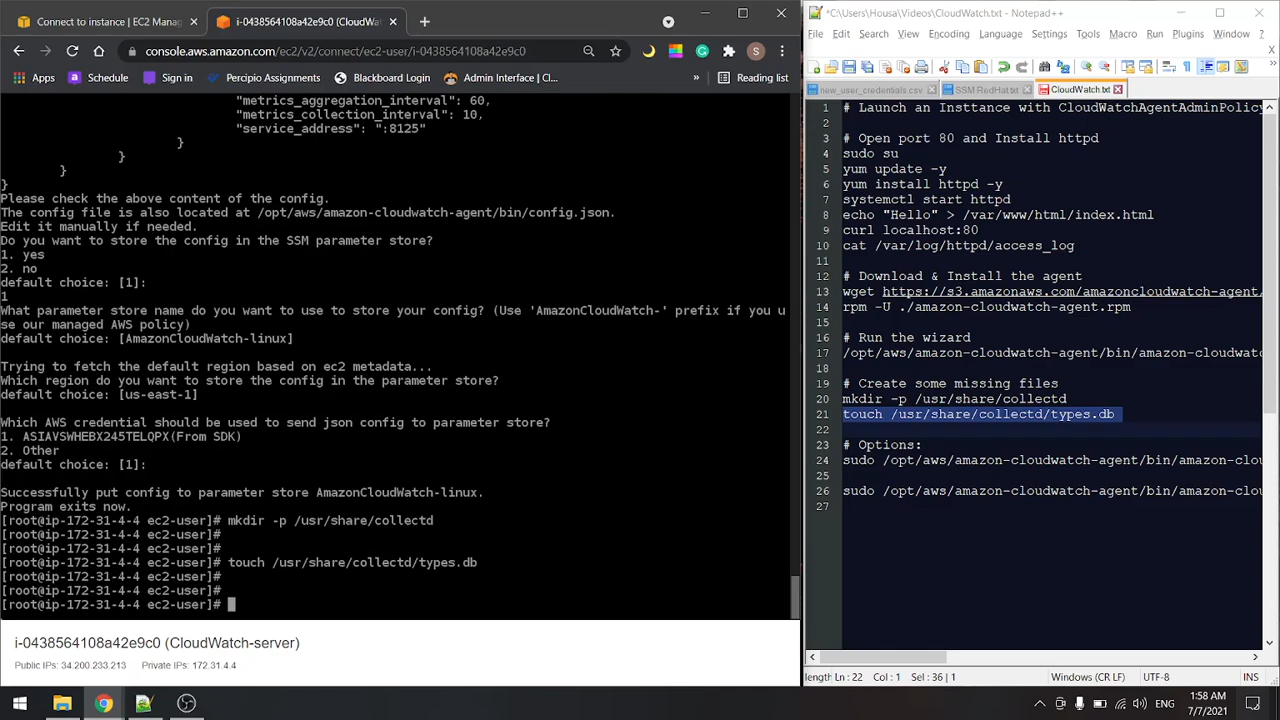 Connect to instance | EC2 Manag
i-0438564108a42e9c0 (CloudWatch-
console.aws.amazon.com/ec2/v2/connect/ec2-user/i-0438564108a42e9c0
S
Apps
Sign in
Percipio Assignments
Blackboard Login
Admin Interface | Cl...
»
Reading list
"metrics_aggregation_interval": 60,
"metrics_collection_interval": 10,
"service_address": ":8125"
}
}
}
}
Please check the above content of the config.
The config file is also located at /opt/aws/amazon-cloudwatch-agent/bin/config.json.
Edit it manually if needed.
Do you want to store the config in the SSM parameter store?
1. yes
2. no
default choice: [1]:
1
What parameter store name do you want to use to store your config? (Use 'AmazonCloudWatch-' prefix if you u
se our managed AWS policy)
default choice: [AmazonCloudWatch-linux]
Trying to fetch the default region based on ec2 metadata...
Which region do you want to store the config in the parameter store?
default choice: [us-east-1]
Which AWS credential should be used to send json config to parameter store?
1. ASIAVSWHEBX245TELQPX(From SDK)
2. Other
default choice: [1]:
Successfully put config to parameter store AmazonCloudWatch-linux.
Program exits now.
[root@ip-172-31-4-4 ec2-user]# mkdir -p /usr/share/collectd
[root@ip-172-31-4-4 ec2-user]#
[root@ip-172-31-4-4 ec2-user]#
[root@ip-172-31-4-4 ec2-user]# touch /usr/share/collectd/types.db
[root@ip-172-31-4-4 ec2-user]#
[root@ip-172-31-4-4 ec2-user]#
[root@ip-172-31-4-4 ec2-user]#
i-0438564108a42e9c0 (CloudWatch-server)
Public IPs: 34.200.233.213 Private IPs: 172.31.4.4
*C:\Users\Housa\Videos\CloudWatch.txt - Notepad++
File Edit Search View Encoding Language Settings Tools Macro Run Plugins Window ?
X
new_user_credentials.csv SSM RedHat.txt CloudWatch.txt
1 # Launch an Insttance with CloudWatchAgentAdminPolicy
2
3 # Open port 80 and Install httpd
4 sudo su
5 yum update -y
6 yum install httpd -y
7 systemctl start httpd
8 echo "Hello" > /var/www/html/index.html
9 curl localhost:80
10 cat /var/log/httpd/access_log
11
12 # Download & Install the agent
13 wget https://s3.amazonaws.com/amazoncloudwatch-agent/
14 rpm -U ./amazon-cloudwatch-agent.rpm
15
16 # Run the wizard
17 /opt/aws/amazon-cloudwatch-agent/bin/amazon-cloudwat
18
19 # Create some missing files
20 mkdir -p /usr/share/collectd
21 touch /usr/share/collectd/types.db
22
23 # Options:
24 sudo /opt/aws/amazon-cloudwatch-agent/bin/amazon-clou
25
26 sudo /opt/aws/amazon-cloudwatch-agent/bin/amazon-clou
27
length Ln : 22 Col : 1 Sel : 36 | 1 Windows (CR LF) UTF-8 INS
ENG
1:58 AM
7/7/2021